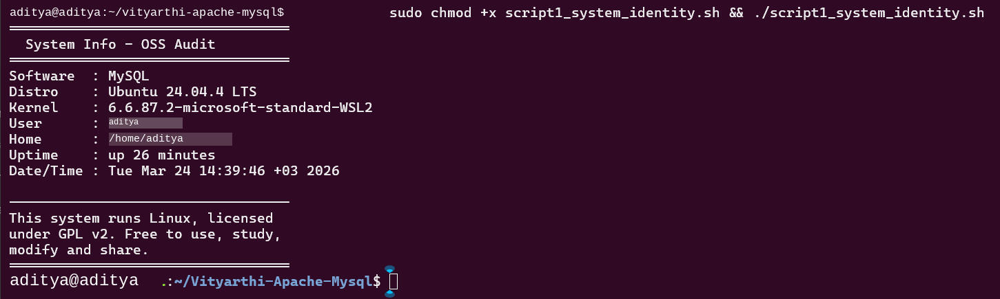 aditya@aditya:~/vityarthi-apache-mysql$ sudo chmod +x script1_system_identity.sh && ./script1_system_identity.sh
System Info - OSS Audit
Software : MySQL
Distro : Ubuntu 24.04.4 LTS
Kernel : 6.6.87.2-microsoft-standard-WSL2
User : aditya
Home : /home/aditya
Uptime : up 26 minutes
Date/Time : Tue Mar 24 14:39:46 +03 2026
This system runs Linux, licensed
under GPL v2. Free to use, study,
modify and share.
aditya@aditya .:~/Vityarthi-Apache-Mysql$